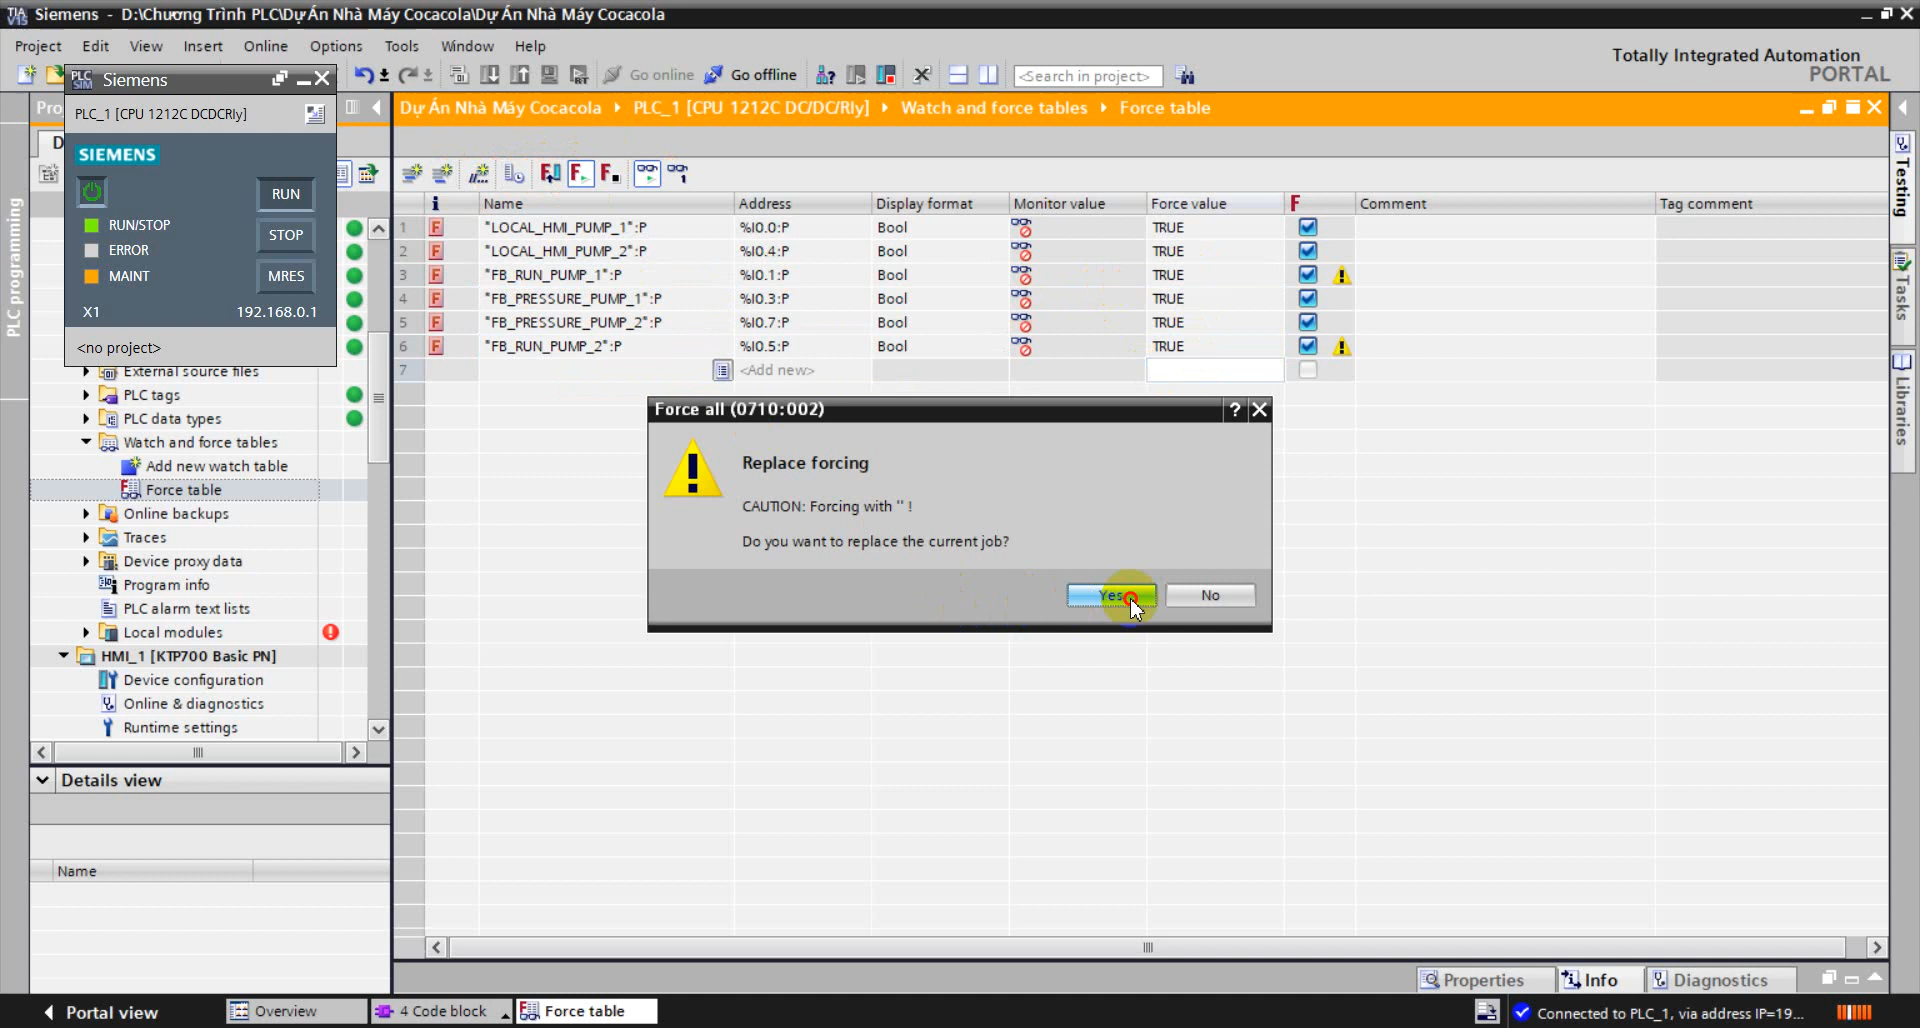 Siemens - D:\Chương Trình PLC\Dự Án Nhà Máy Cocacola\Dự Án Nhà Máy Cocacola
Project Edit View Insert Online Options Tools Window Help
Totally Integrated Automation
PORTAL
Go online Go offline <Search in project>
PLC SIM Siemens
PLC_1 [CPU 1212C DCDCRly]
SIEMENS
RUN
RUN/STOP
STOP
ERROR
MAINT
MRES
X1 192.168.0.1
<no project>
Dự Án Nhà Máy Cocacola PLC_1 [CPU 1212C DC/DC/Rly] Watch and force tables Force table
i Name Address Display format Monitor value Force value F Comment Tag comment
1 "LOCAL_HMI_PUMP_1":P %I0.0:P Bool TRUE
2 "LOCAL_HMI_PUMP_2":P %I0.4:P Bool TRUE
3 "FB_RUN_PUMP_1":P %I0.1:P Bool TRUE
4 "FB_PRESSURE_PUMP_1":P %I0.3:P Bool TRUE
5 "FB_PRESSURE_PUMP_2":P %I0.7:P Bool TRUE
6 "FB_RUN_PUMP_2":P %I0.5:P Bool TRUE
7 <Add new>
PLC programming
External source files
PLC tags
PLC data types
Watch and force tables
Add new watch table
Force table
Online backups
Traces
Device proxy data
Program info
PLC alarm text lists
Local modules
HMI_1 [KTP700 Basic PN]
Device configuration
Online & diagnostics
Runtime settings
Details view
Name
Force all (0710:002)
Replace forcing
CAUTION: Forcing with '' !
Do you want to replace the current job?
Yes No
Testing
Tasks
Libraries
Properties Info Diagnostics
Portal view Overview 4 Code block Force table
Connected to PLC_1, via address IP=19...